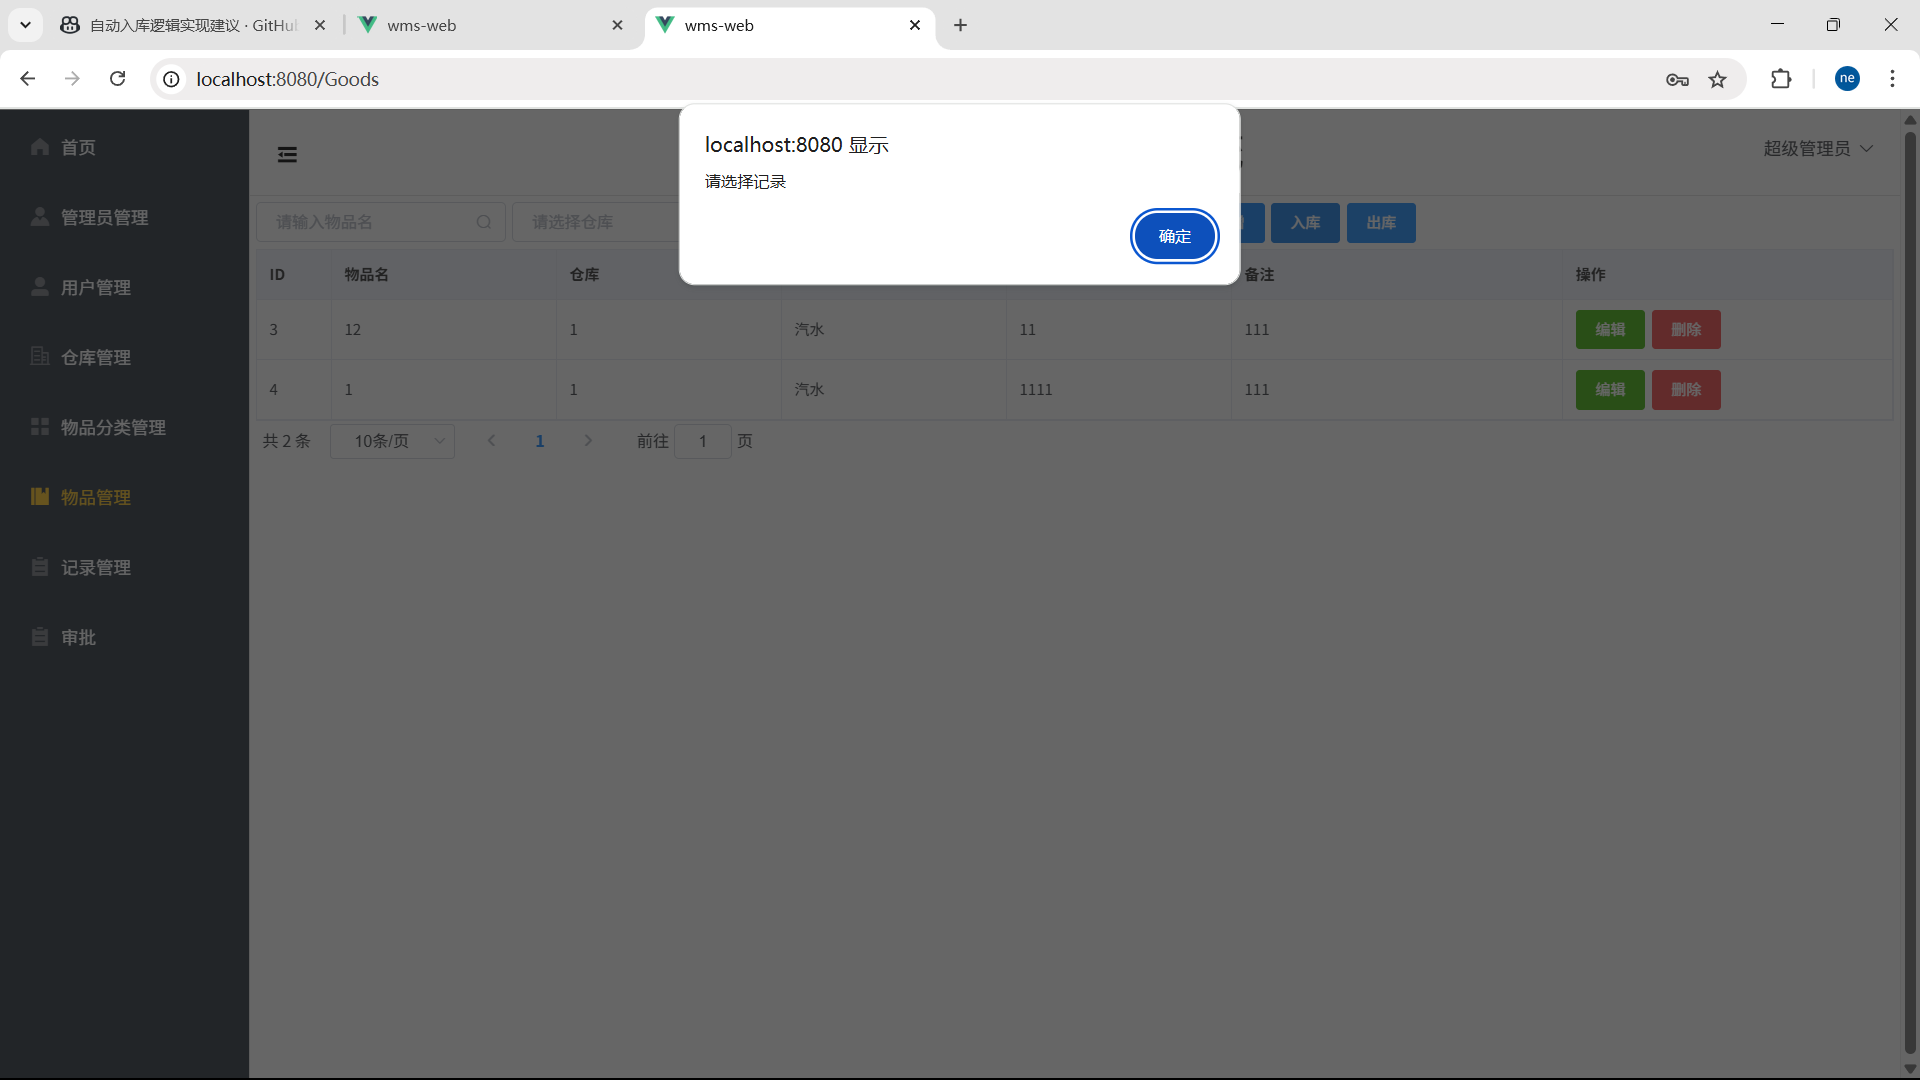 自动入库逻辑实现建议 · GitHu
wms-web
wms-web
localhost:8080/Goods
ne
localhost:8080 显示
请选择记录
确定
首页
管理员管理
用户管理
仓库管理
物品分类管理
物品管理
记录管理
审批
超级管理员
请输入物品名
请选择仓库
入库
出库
ID 物品名 仓库 备注 操作
3 12 1 汽水 11 111 编辑 删除
4 1 1 汽水 1111 111 编辑 删除
共 2 条 10条/页 1 前往 1 页